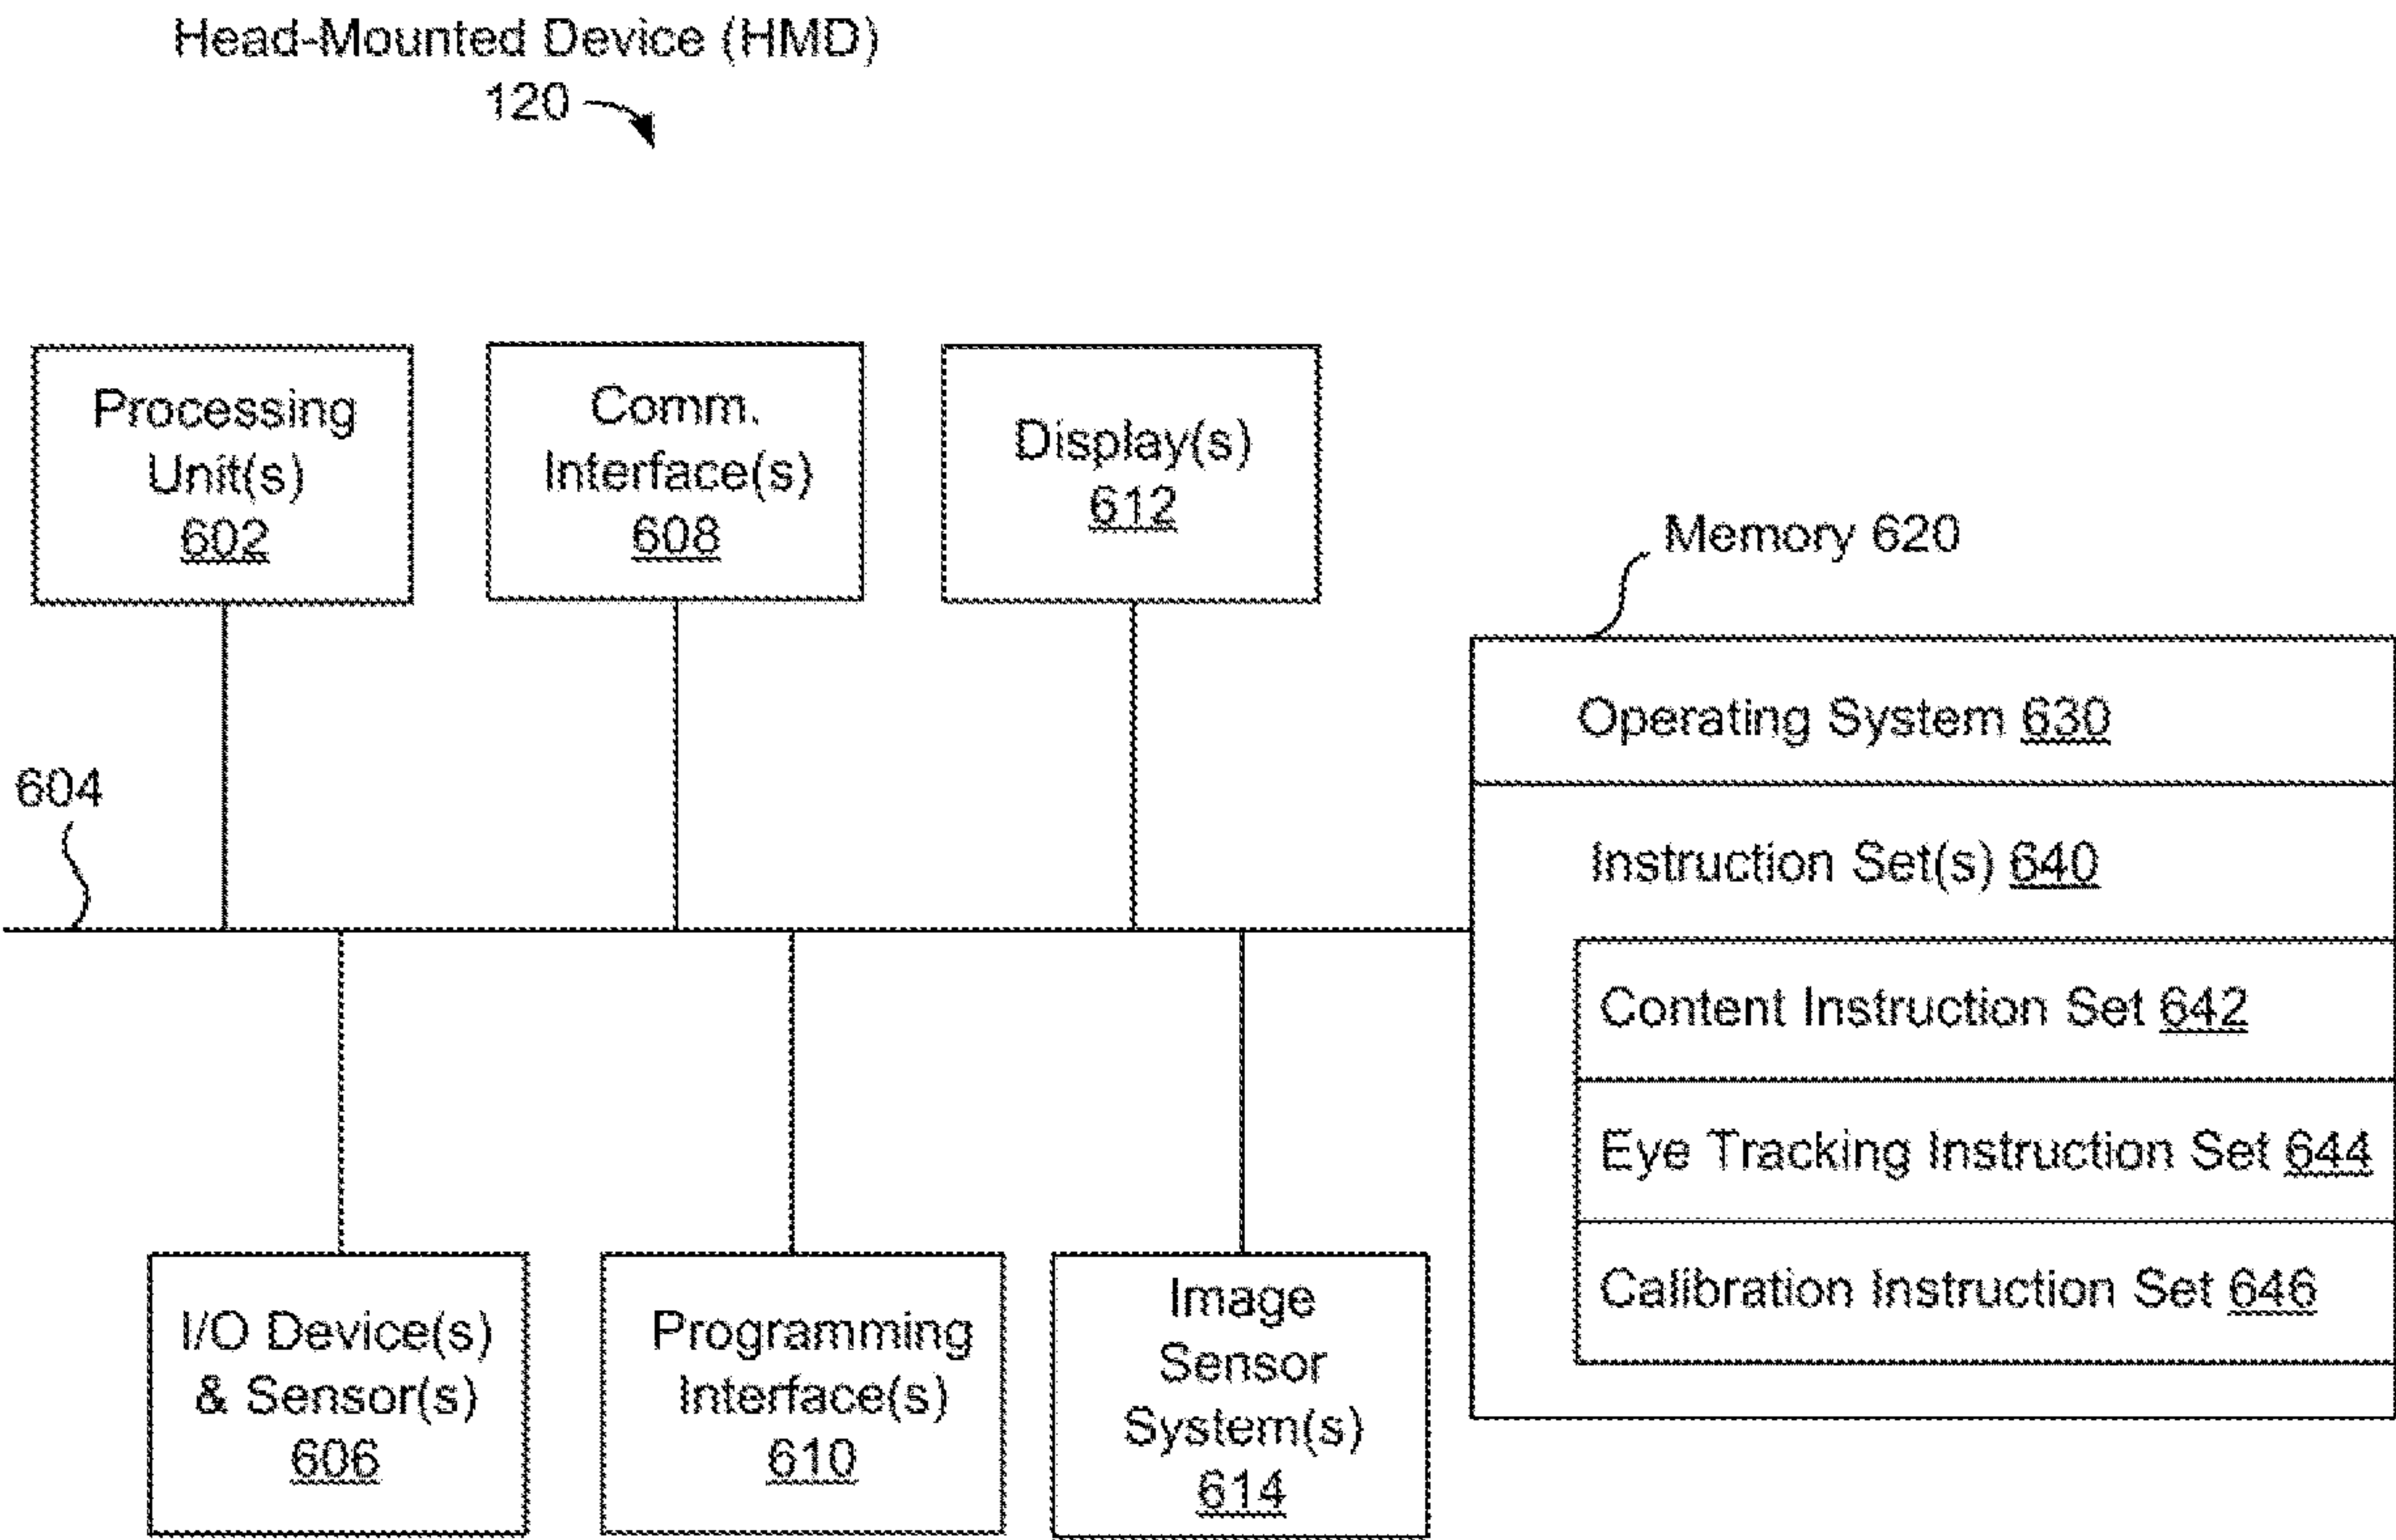 Head-Mounted Device (HMD)
120
Processing
Unit(s)
602
Comm.
Interface(s)
608
Display(s)
612
Memory 620
Operating System 630
604
Instruction Set(s) 640
Content Instruction Set 642
Eye Tracking Instruction Set 644
Calibration Instruction Set 646
I/O Device(s)
& Sensor(s)
606
Programming
Interface(s)
610
Image
Sensor
System(s)
614